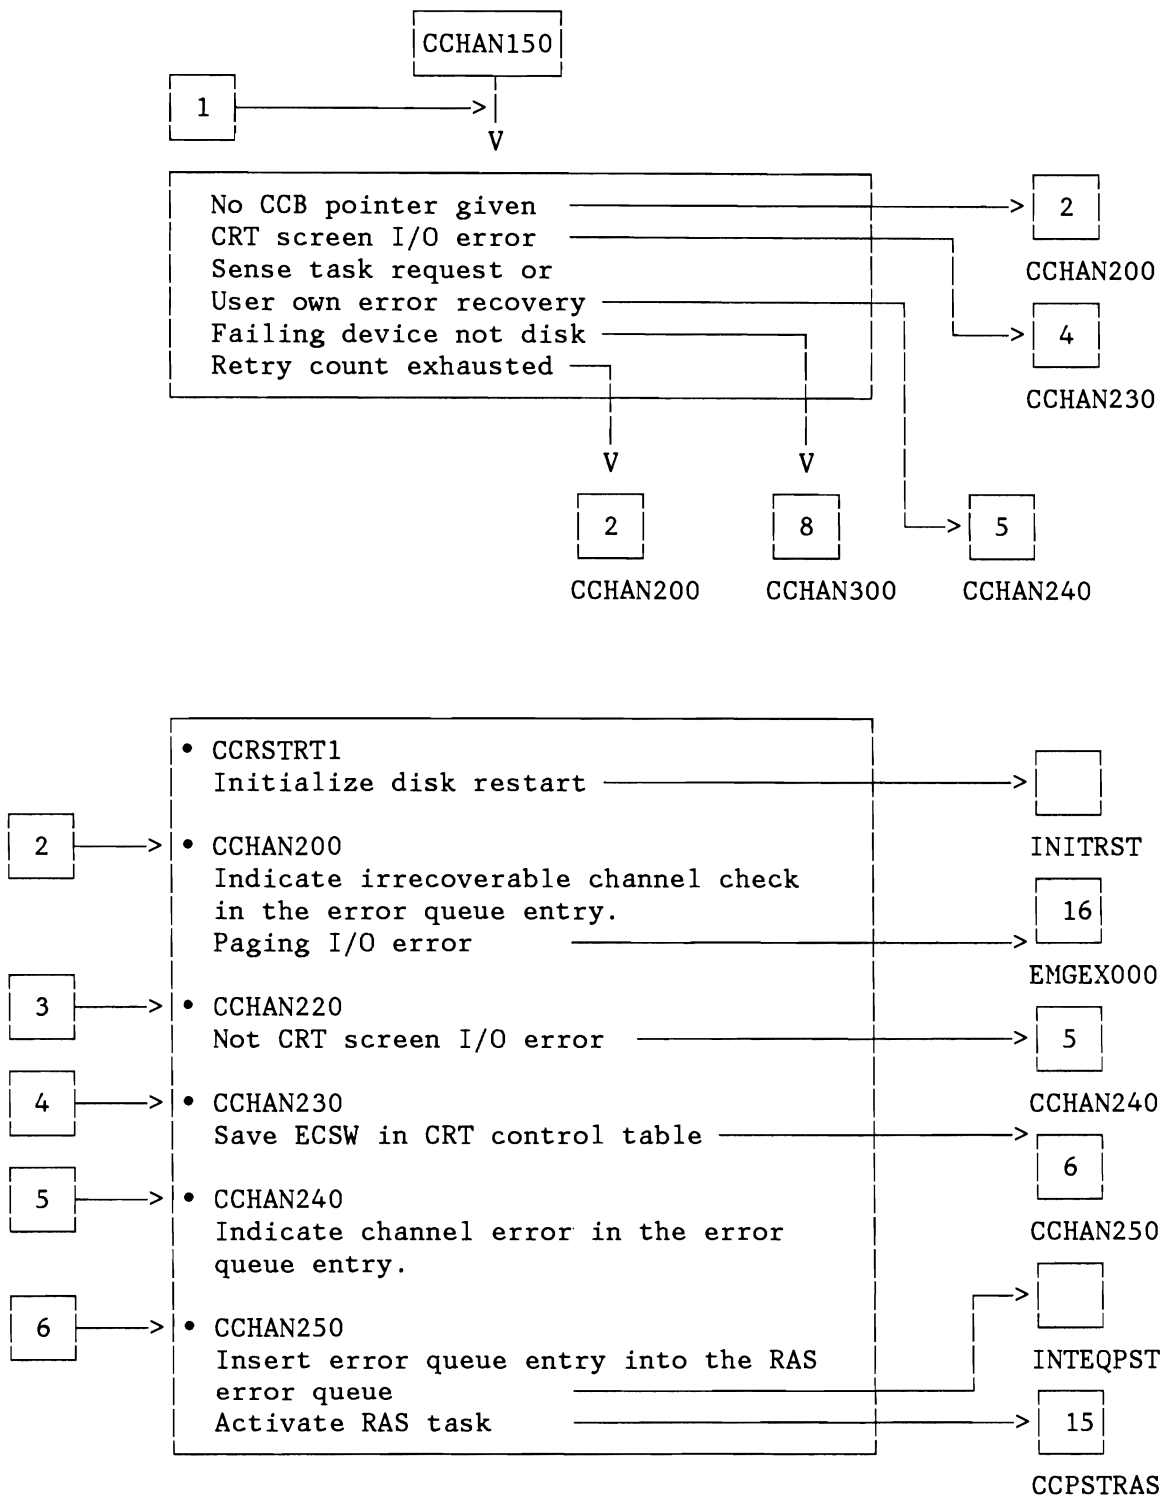 CCHAN150
1
No CCB pointer given
2
CRT screen I/O error
CCHAN200
Sense task request or
User own error recovery
4
Failing device not disk
CCHAN230
Retry count exhausted
2
8
5
CCHAN200
CCHAN300
CCHAN240
• CCRSTRT1
Initialize disk restart
INITRST
2
• CCHAN200
Indicate irrecoverable channel check
in the error queue entry.
16
Paging I/O error
EMGEX000
3
• CCHAN220
Not CRT screen I/O error
5
CCHAN240
4
• CCHAN230
Save ECSW in CRT control table
6
CCHAN250
5
• CCHAN240
Indicate channel error in the error
queue entry.
6
• CCHAN250
Insert error queue entry into the RAS
error queue
INTEQPST
Activate RAS task
15
CCPSTRAS